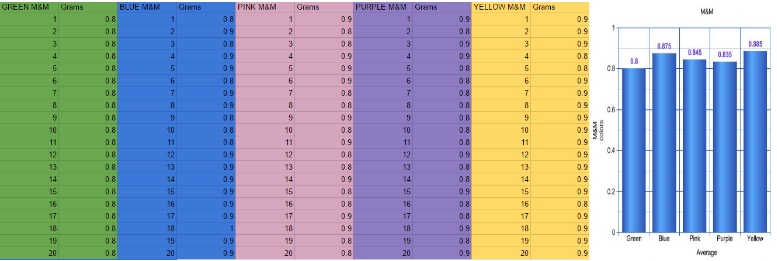 GREEN M&M Grams BLUE M&M Grams PINK M&M Grams PURPLE M&M Grams YELLOW M&M Grams
1 0.8 1 0.8 1 0.9 1 0.9 1 0.9
2 0.8 2 0.9 2 0.9 2 0.9 2 0.9
3 0.8 3 0.8 3 0.8 3 0.8 3 0.9
4 0.8 4 0.8 4 0.9 4 0.8 4 0.9
5 0.8 5 0.9 5 0.9 5 0.8 5 0.8
6 0.8 6 0.9 6 0.9 6 0.9 6 0.9
7 0.8 7 0.9 7 0.8 7 0.8 7 0.9
8 0.8 8 0.9 8 0.9 8 0.8 8 0.9
9 0.8 9 0.9 9 0.9 9 0.8 9 0.9
10 0.8 10 0.8 10 0.8 10 0.8 10 0.9
11 0.8 11 0.8 11 0.8 11 0.9 11 0.9
12 0.8 12 0.9 12 0.8 12 0.8 12 0.9
13 0.8 13 0.9 13 0.8 13 0.8 13 0.9
14 0.8 14 0.9 14 0.8 14 0.9 14 0.9
15 0.8 15 0.9 15 0.8 15 0.9 15 0.9
16 0.8 16 0.9 16 0.8 16 0.8 16 0.8
17 0.8 17 0.9 17 0.9 17 0.8 17 0.9
18 0.8 18 1 18 0.8 18 0.8 18 0.9
19 0.8 19 0.9 19 0.8 19 0.8 19 0.9
20 0.8 20 0.9 20 0.8 20 0.9 20 0.9
M&M
1
0.8
0.6
0.4
0.2
0
M&M
colors
0.8 0.875 0.845 0.835 0.885
Green Blue Pink Purple Yellow
Average